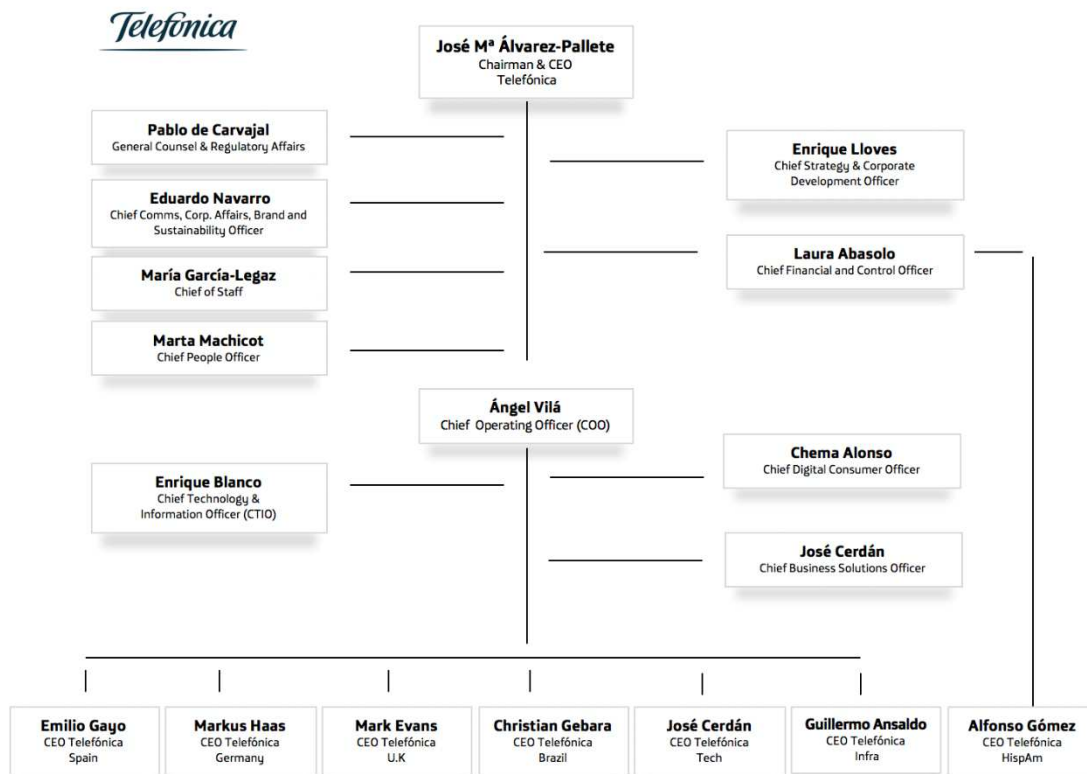 Telefónica
José Mª Álvarez-Pallete
Chairman & CEO
Telefónica
Pablo de Carvajal
General Counsel & Regulatory Affairs
Enrique Lloves
Chief Strategy & Corporate
Development Officer
Eduardo Navarro
Chief Comms, Corp. Affairs, Brand and
Sustainability Officer
Laura Abasolo
Chief Financial and Control Officer
María García-Legaz
Chief of Staff
Marta Machicot
Chief People Officer
Ángel Vilá
Chief Operating Officer (COO)
Chema Alonso
Chief Digital Consumer Officer
Enrique Blanco
Chief Technology &
Information Officer (CTIO)
José Cerdán
Chief Business Solutions Officer
Emilio Gayo
CEO Telefónica
Spain
Markus Haas
CEO Telefónica
Germany
Mark Evans
CEO Telefónica
U.K
Christian Gebara
CEO Telefónica
Brazil
José Cerdán
CEO Telefónica
Tech
Guillermo Ansaldo
CEO Telefónica
Infra
Alfonso Gómez
CEO Telefónica
HispAm